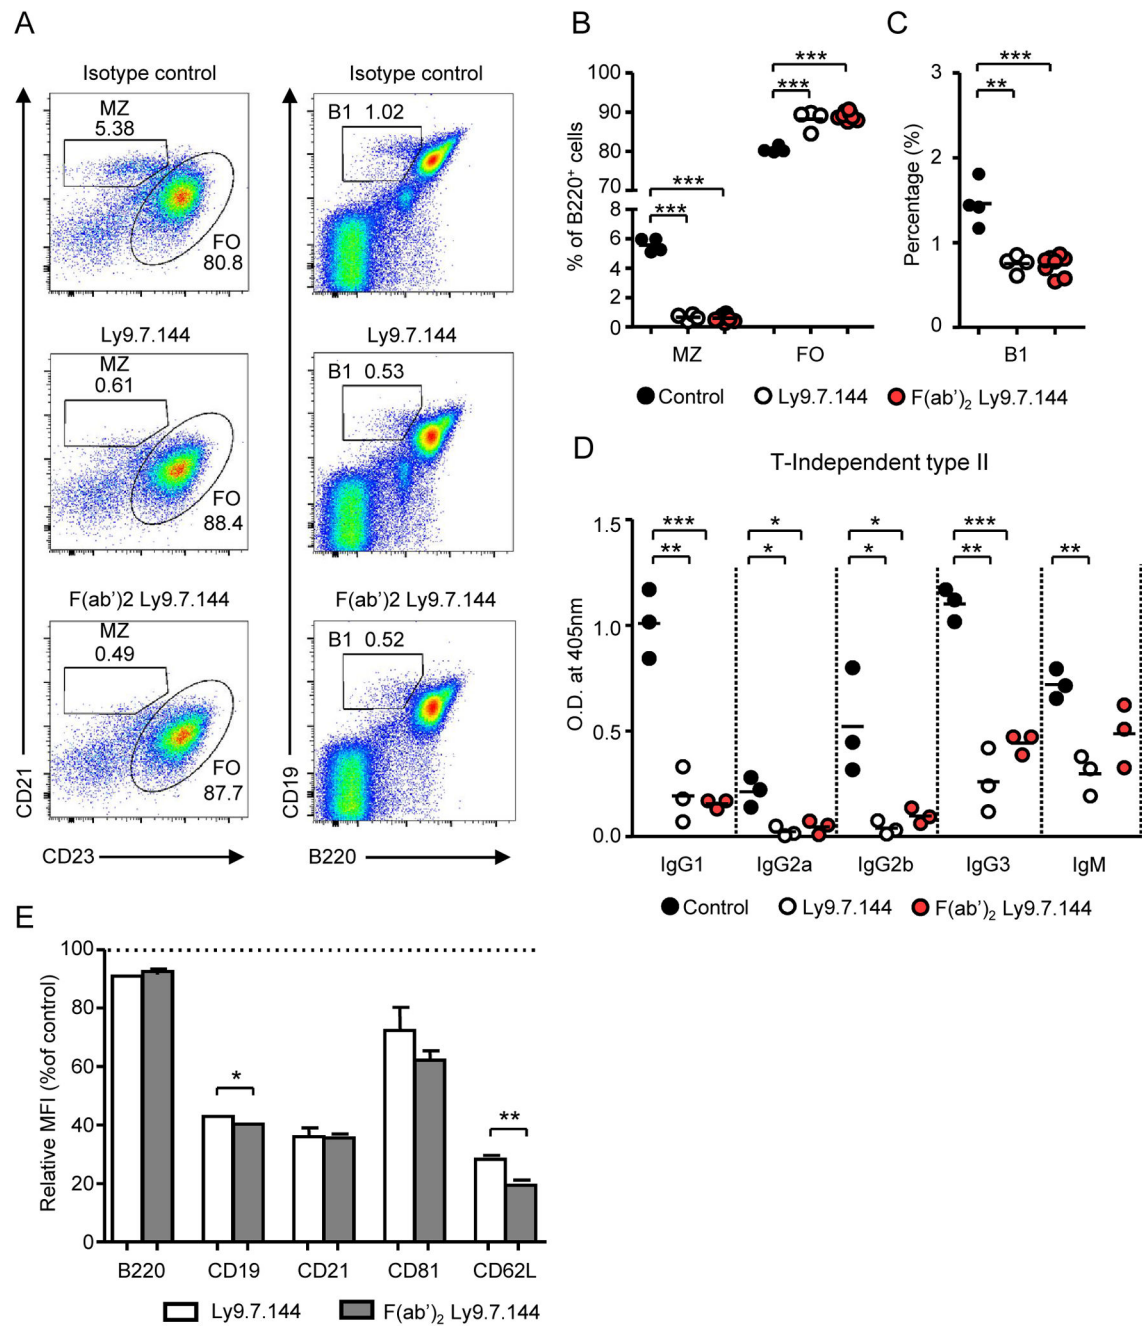 A
Isotype control
MZ
5.38
FO
80.8
Ly9.7.144
MZ
0.61
FO
88.4
F(ab')2 Ly9.7.144
MZ
0.49
FO
87.7
CD21
CD23
Isotype control
B1 1.02
Ly9.7.144
B1 0.53
F(ab')2 Ly9.7.144
B1 0.52
CD19
B220
B
% of B220+ cells
100
90
80
70
8
6
4
2
0
***
***
***
***
MZ
FO
C
Percentage (%)
3
2
1
0
***
**
B1
Control
Ly9.7.144
F(ab')2 Ly9.7.144
D
T-Independent type II
O.D. at 405nm
1.5
1.0
0.5
0.0
***
**
*
*
*
*
***
**
**
IgG1
IgG2a
IgG2b
IgG3
IgM
Control
Ly9.7.144
F(ab')2 Ly9.7.144
E
Relative MFI (%of control)
100
80
60
40
20
0
*
**
B220
CD19
CD21
CD81
CD62L
Ly9.7.144
F(ab')2 Ly9.7.144